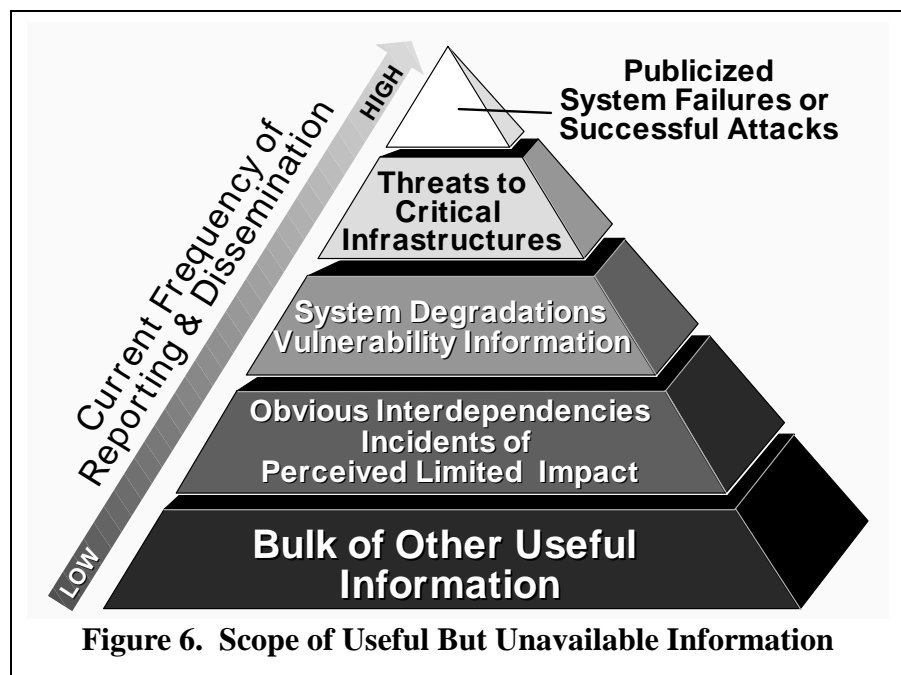 Publicized
System Failures or
Successful Attacks
HIGH
Current Frequency of
Reporting & Dissemination
LOW
Threats to
Critical
Infrastructures
System Degradations
Vulnerability Information
Obvious Interdependencies
Incidents of
Perceived Limited Impact
Bulk of Other Useful
Information
Figure 6. Scope of Useful But Unavailable Information